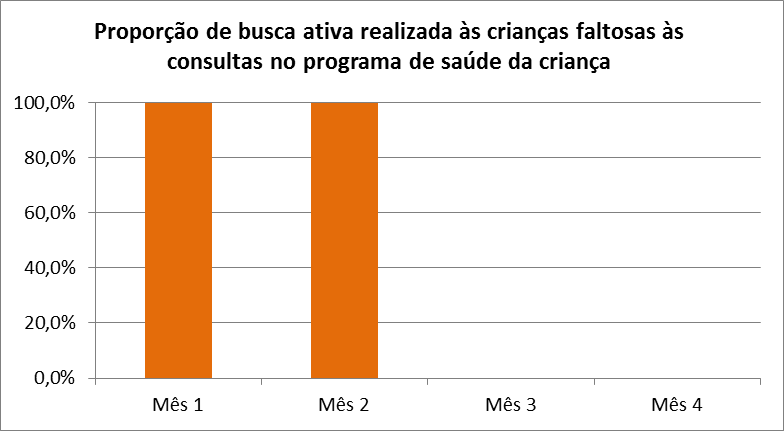 Proporção de busca ativa realizada às crianças faltosas às
consultas no programa de saúde da criança
100,0%
80,0%
60,0%
40,0%
20,0%
0,0%
Mês 1
Mês 2
Mês 3
Mês 4